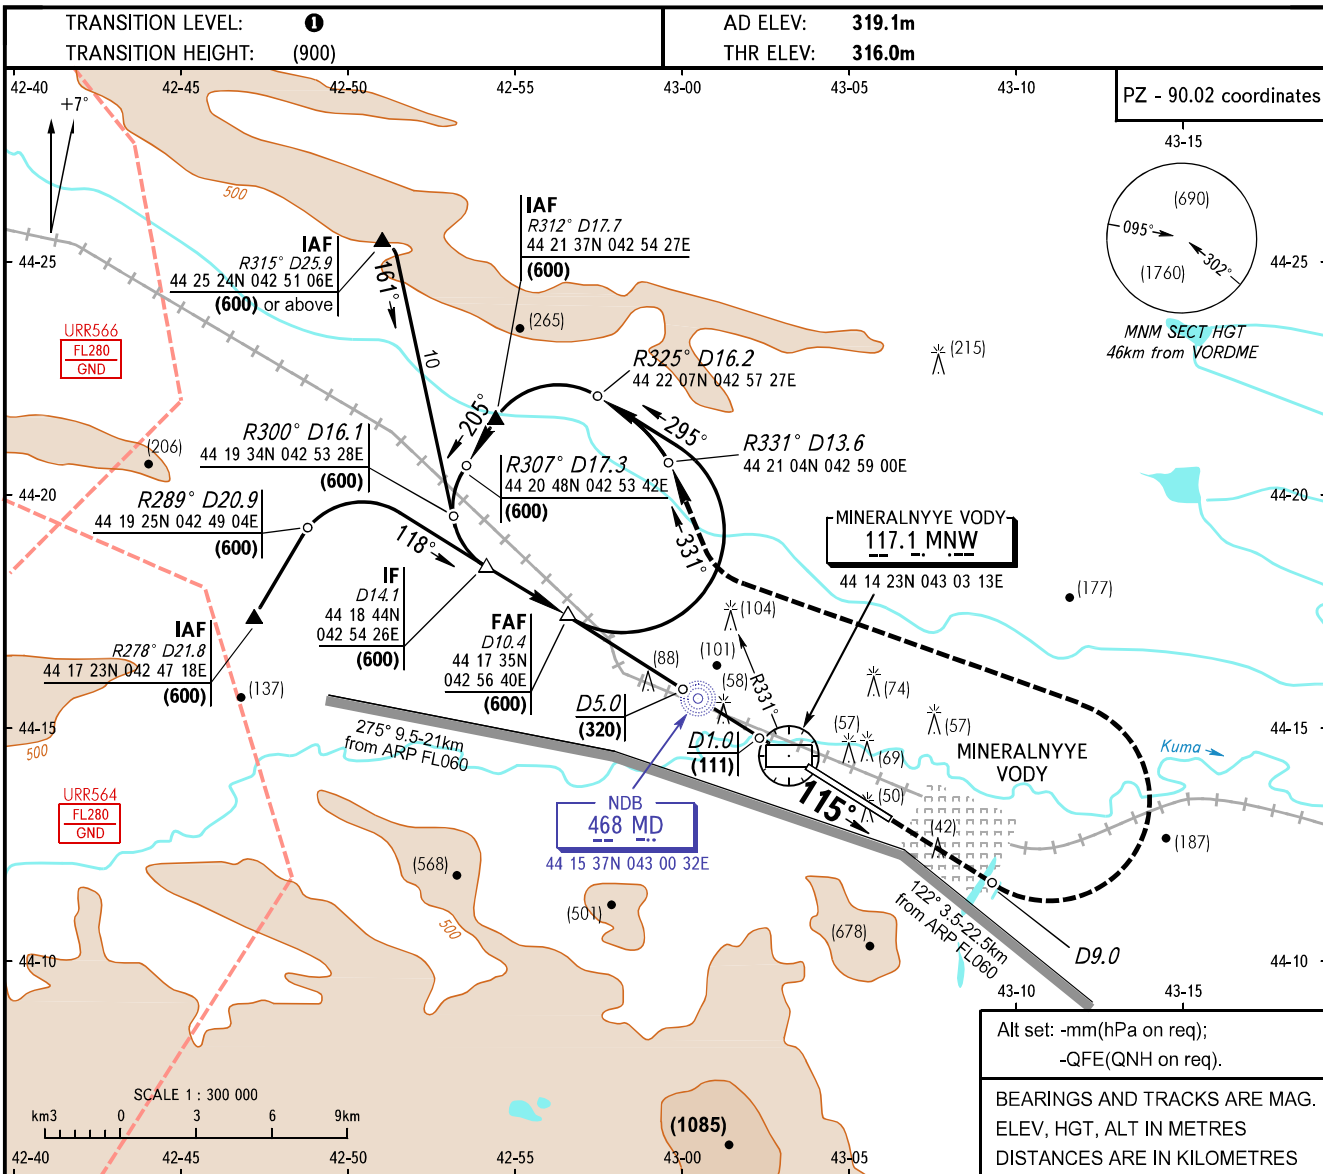 TRANSITION LEVEL: ❶
TRANSITION HEIGHT: (900)
AD ELEV: 319.1m
THR ELEV: 316.0m
42-40
42-45
42-50
42-55
43-00
43-05
43-10
PZ - 90.02 coordinates
43-15
+7°
500
(690)
095°
302°
(1760)
MNM SECT HGT
46km from VORDME
44-25
44-25
IAF
R312° D17.7
44 21 37N 042 54 27E
(600)
IAF
R315° D25.9
44 25 24N 042 51 06E
(600) or above
161°
10
(265)
(215)
URR566
FL280
GND
R325° D16.2
44 22 07N 042 57 27E
205°
295°
R331° D13.6
44 21 04N 042 59 00E
(206)
R300° D16.1
44 19 34N 042 53 28E
(600)
R307° D17.3
44 20 48N 042 53 42E
(600)
44-20
44-20
R289° D20.9
44 19 25N 042 49 04E
(600)
118°
331°
MINERALNYYE VODY
117.1 MNW
44 14 23N 043 03 13E
IF
D14.1
44 18 44N
042 54 26E
(600)
(177)
(104)
IAF
R278° D21.8
44 17 23N 042 47 18E
(600)
FAF
D10.4
44 17 35N
042 56 40E
(600)
(137)
(88)
(101)
(58)
R331°
(74)
D5.0
(320)
(57)
(57)
44-15
44-15
275° 9.5-21km
from ARP FL060
D1.0
(111)
(69)
MINERALNYYE
VODY
Kuma
500
URR564
FL280
GND
NDB
468 MD
44 15 37N 043 00 32E
115°
(50)
(42)
(187)
(568)
(501)
(678)
500
122° 3.5-22.5km
from ARP FL060
D9.0
44-10
44-10
43-10
43-15
Alt set: -mm(hPa on req);
-QFE(QNH on req).
SCALE 1 : 300 000
km3 0 3 6 9km
(1085)
BEARINGS AND TRACKS ARE MAG.
ELEV, HGT, ALT IN METRES
DISTANCES ARE IN KILOMETRES
42-40
42-45
42-50
42-55
43-00
43-05